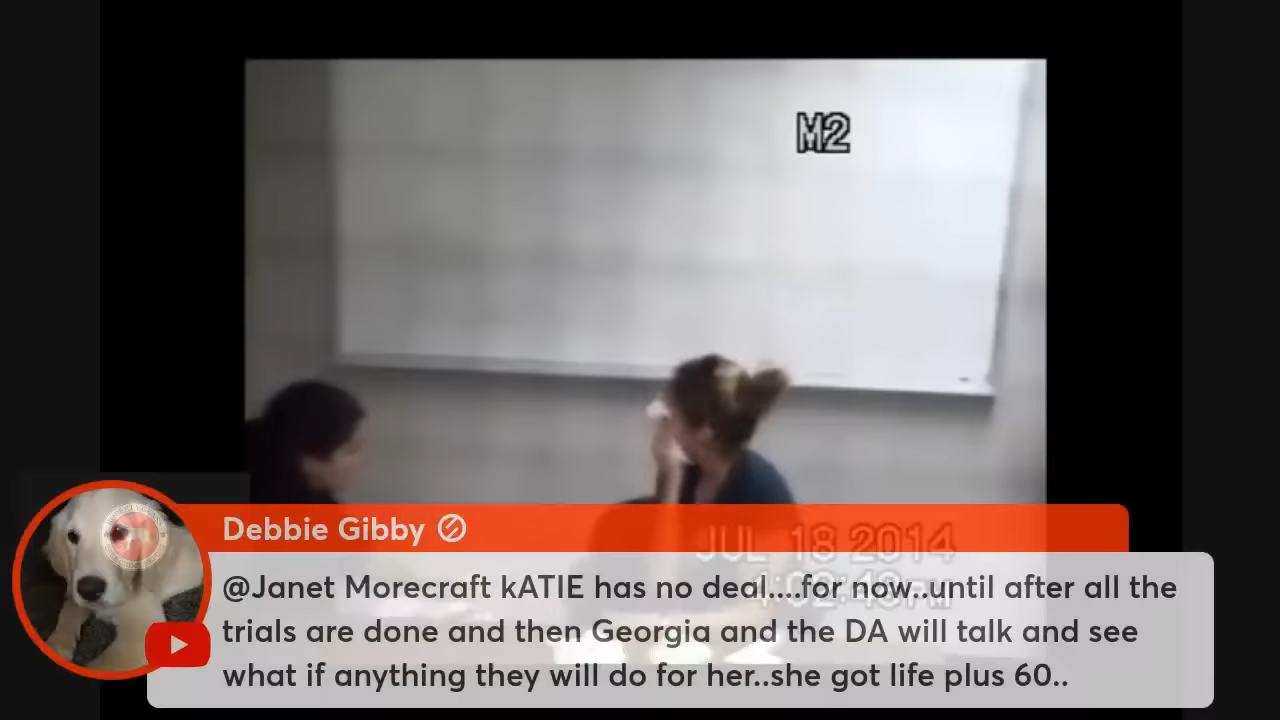 M2
Debbie Gibby
JUL 18 2014
@Janet Morecraft kATIE has no deal....for now..until after all the
trials are done and then Georgia and the DA will talk and see
what if anything they will do for her..she got life plus 60..